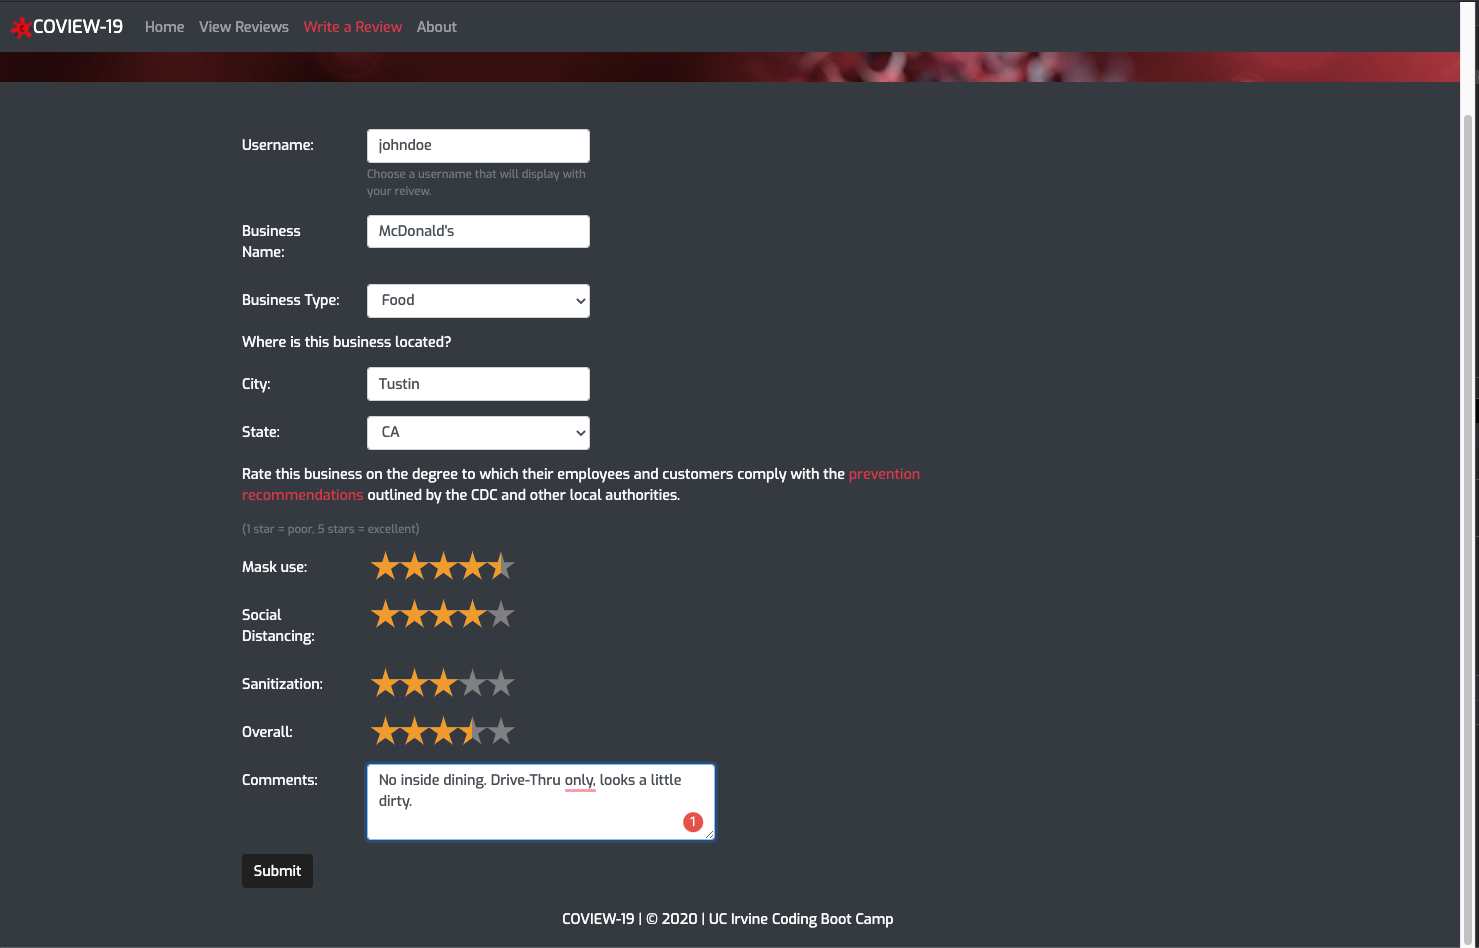 COVIEW-19 Home View Reviews Write a Review About
Username: johndoe
Choose a username that will display with
your reivew.
Business
Name: McDonald's
Business Type: Food
Where is this business located?
City: Tustin
State: CA
Rate this business on the degree to which their employees and customers comply with the prevention
recommendations outlined by the CDC and other local authorities.
(1 star = poor, 5 stars = excellent)
Mask use:
Social
Distancing:
Sanitization:
Overall:
Comments: No inside dining. Drive-Thru only, looks a little
dirty.
1
Submit
COVIEW-19 | © 2020 | UC Irvine Coding Boot Camp